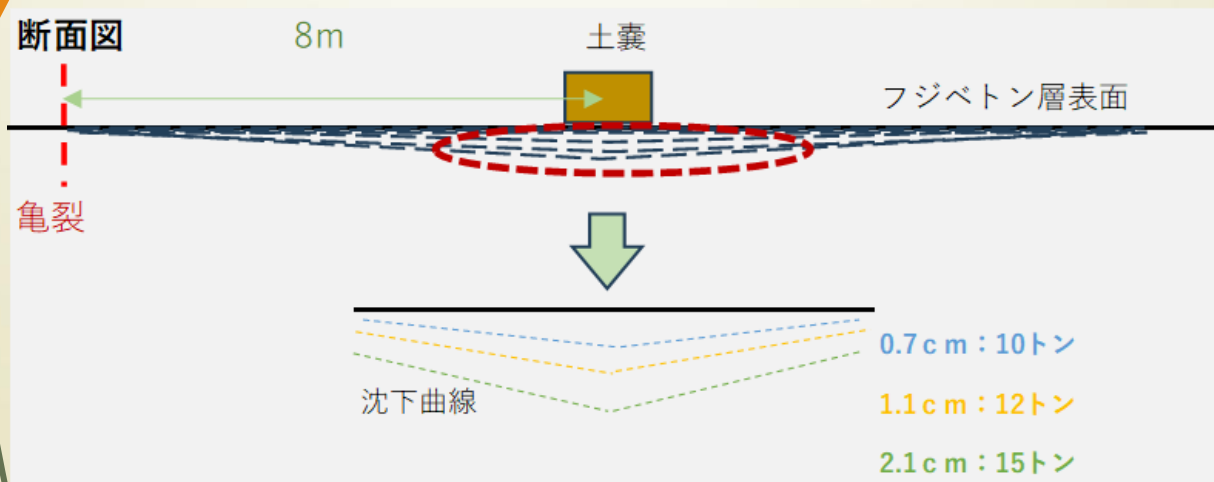 断面図
8m
土嚢
フジベトン層表面
亀裂
0.7ｃｍ：10トン
沈下曲線
1.1ｃｍ：12トン
2.1ｃｍ：15トン